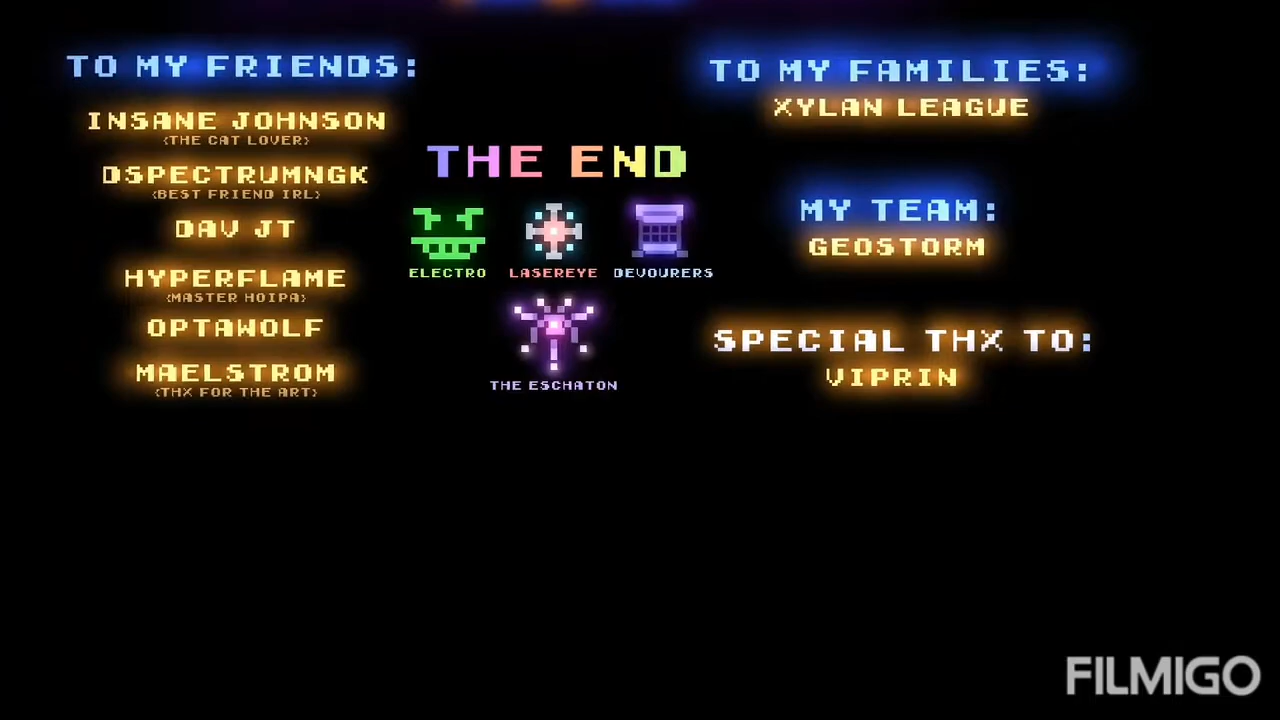 TO MY FRIENDS:
INSANE JOHNSON
<THE CAT LOVER>
DSPECTRUMNGK
<BEST FRIEND IRL>
DAV JT
HYPERFLAME
<MASTER HOIPA>
OPTAWOLF
MAELSTROM
<THX FOR THE ART>
THE END
ELECTRO
LASEREYE
DEVOURERS
THE ESCHATON
TO MY FAMILIES:
XYLAN LEAGUE
MY TEAM:
GEOSTORM
SPECIAL THX TO:
VIPRIN
FILMIGO